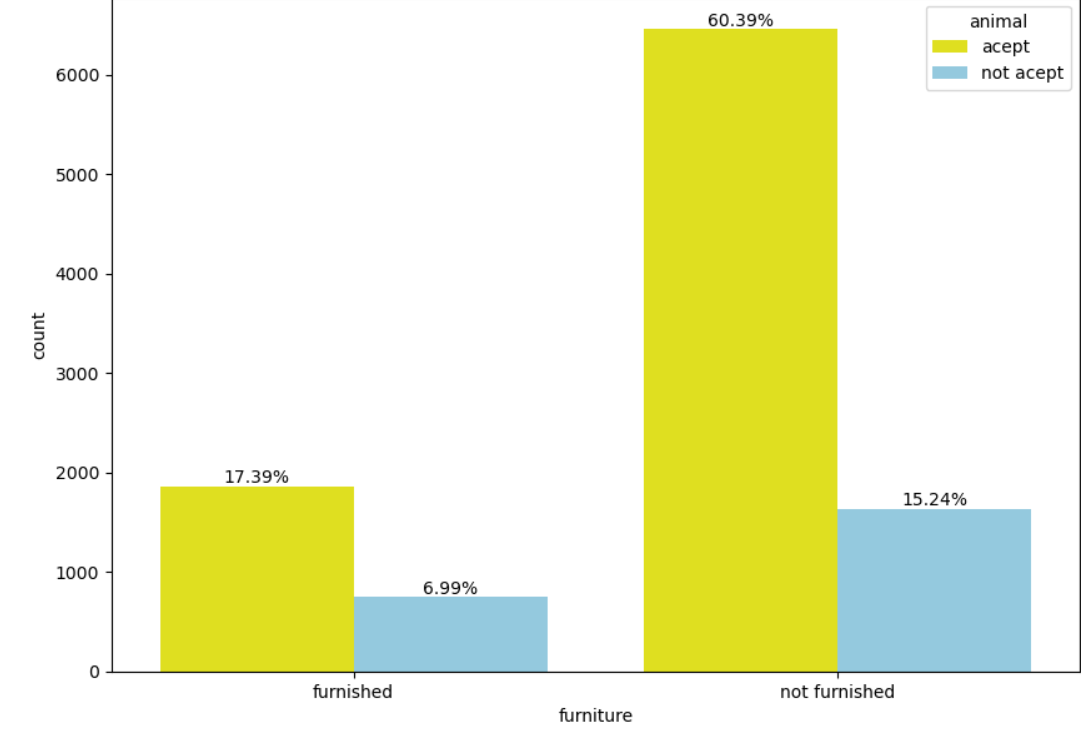 60.39%
animal
acept
not acept
6000
5000
4000
3000
2000
1000
0
count
17.39%
6.99%
15.24%
furnished
not furnished
furniture